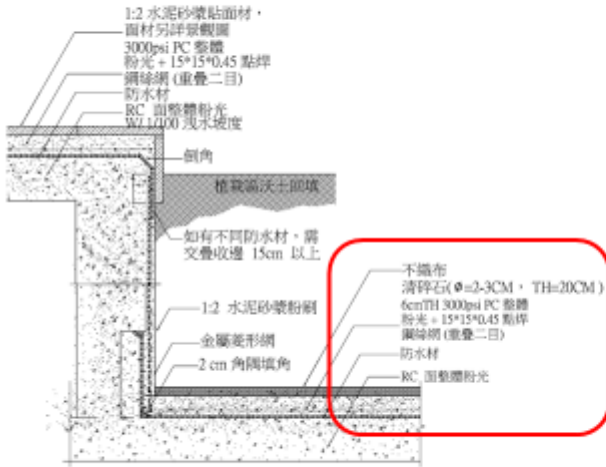 1:2 水泥砂漿貼面材，
面材另詳景觀圖
3000psi PC 整體
粉光 + 15*15*0.45 點焊
鋼絲網 (重疊二目)
防水材
RC 面整體粉光
W/ 1/100 洩水坡度
倒角
植栽區沃土回填
如有不同防水材，需
交疊收邊 15cm 以上
1:2 水泥砂漿粉刷
金屬菱形網
2 cm 角隅填角
不織布
清碎石( ø=2-3CM， TH=20CM )
6cmTH 3000psi PC 整體
粉光 + 15*15*0.45 點焊
鋼絲網 (重疊二目)
防水材
RC 面整體粉光